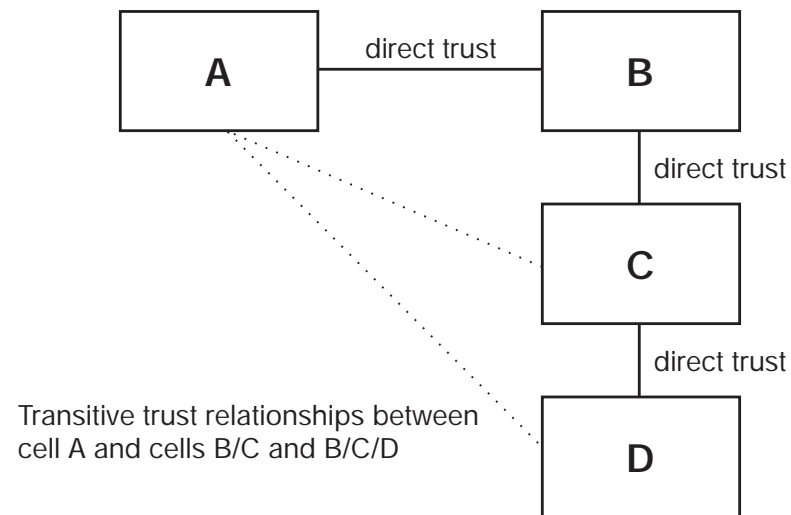 A
direct trust
B
direct trust
C
direct trust
Transitive trust relationships between
cell A and cells B/C and B/C/D
D